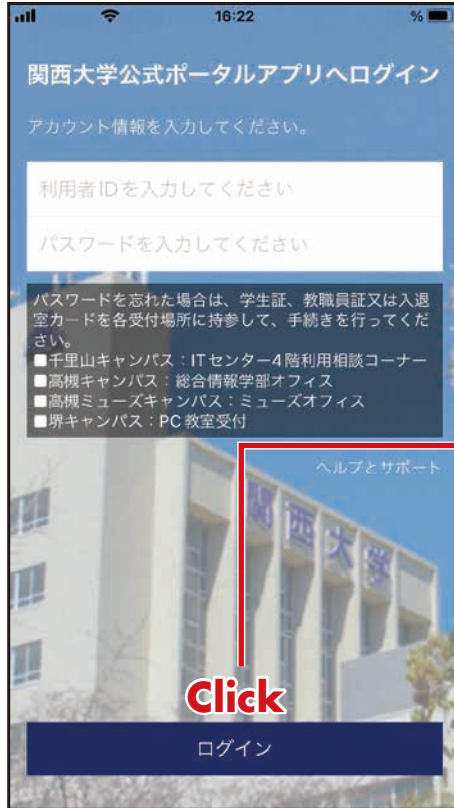 16:22
%
関西大学公式ポータルアプリへログイン
アカウント情報を入力してください。
利用者IDを入力してください
パスワードを入力してください
パスワードを忘れた場合は、学生証、教職員証又は入退
室カードを各受付場所に持参して、手続きを行ってくだ
さい。
■千里山キャンパス：ITセンター4階利用相談コーナー
■高槻キャンパス：総合情報学部オフィス
■高槻ミューズキャンパス：ミューズオフィス
■堺キャンパス：PC教室受付
ヘルプとサポート
関西大学
Click
ログイン